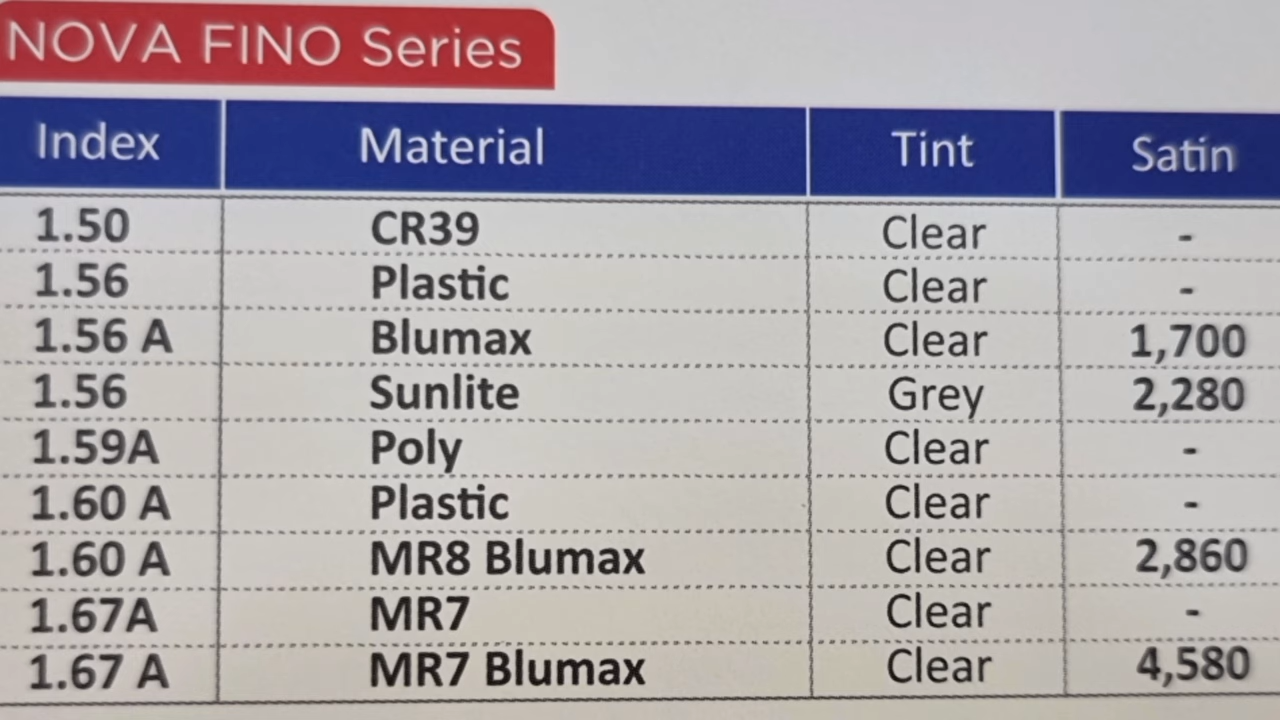 NOVA FINO Series
Index Material Tint Satin
1.50 CR39 Clear -
1.56 Plastic Clear -
1.56 A Blumax Clear 1,700
1.56 Sunlite Grey 2,280
1.59A Poly Clear -
1.60 A Plastic Clear -
1.60 A MR8 Blumax Clear 2,860
1.67A MR7 Clear -
1.67 A MR7 Blumax Clear 4,580